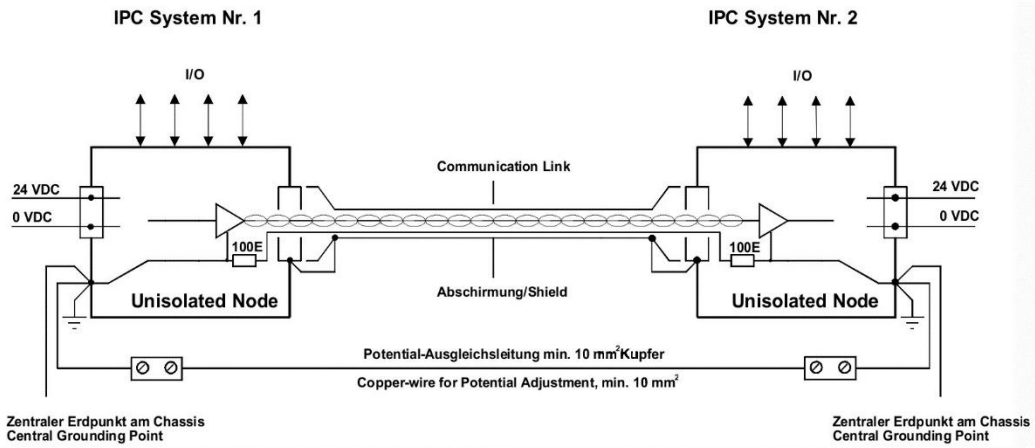 IPC System Nr. 1
IPC System Nr. 2
I/O
I/O
Communication Link
24 VDC
24 VDC
0 VDC
0 VDC
100E
100E
Abschirmung/Shield
Unisolated Node
Unisolated Node
Potential-Ausgleichsleitung min. 10 mm²Kupfer
Copper-wire for Potential Adjustment, min. 10 mm²
Zentraler Erdpunkt am Chassis
Central Grounding Point
Zentraler Erdpunkt am Chassis
Central Grounding Point